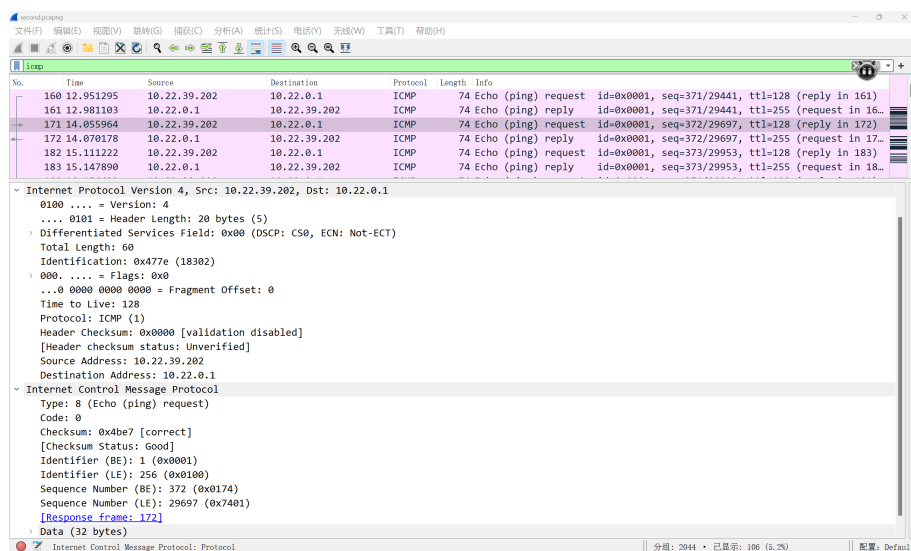 second.pcapng
文件(F) 编辑(E) 视图(V) 跳转(G) 捕获(C) 分析(A) 统计(S) 电话(Y) 无线(W) 工具(T) 帮助(H)
icmp
No. Time Source Destination Protocol Length Info
160 12.951295 10.22.39.202 10.22.0.1 ICMP 74 Echo (ping) request id=0x0001, seq=371/29441, ttl=128 (reply in 161)
161 12.981103 10.22.0.1 10.22.39.202 ICMP 74 Echo (ping) reply id=0x0001, seq=371/29441, ttl=255 (request in 16…
171 14.055964 10.22.39.202 10.22.0.1 ICMP 74 Echo (ping) request id=0x0001, seq=372/29697, ttl=128 (reply in 172)
172 14.070178 10.22.0.1 10.22.39.202 ICMP 74 Echo (ping) reply id=0x0001, seq=372/29697, ttl=255 (request in 17…
182 15.111222 10.22.39.202 10.22.0.1 ICMP 74 Echo (ping) request id=0x0001, seq=373/29953, ttl=128 (reply in 183)
183 15.147890 10.22.0.1 10.22.39.202 ICMP 74 Echo (ping) reply id=0x0001, seq=373/29953, ttl=255 (request in 18…
Internet Protocol Version 4, Src: 10.22.39.202, Dst: 10.22.0.1
0100 .... = Version: 4
.... 0101 = Header Length: 20 bytes (5)
Differentiated Services Field: 0x00 (DSCP: CS0, ECN: Not-ECT)
Total Length: 60
Identification: 0x477e (18302)
000. .... = Flags: 0x0
...0 0000 0000 0000 = Fragment Offset: 0
Time to Live: 128
Protocol: ICMP (1)
Header Checksum: 0x0000 [validation disabled]
[Header checksum status: Unverified]
Source Address: 10.22.39.202
Destination Address: 10.22.0.1
Internet Control Message Protocol
Type: 8 (Echo (ping) request)
Code: 0
Checksum: 0x4be7 [correct]
[Checksum Status: Good]
Identifier (BE): 1 (0x0001)
Identifier (LE): 256 (0x0100)
Sequence Number (BE): 372 (0x0174)
Sequence Number (LE): 29697 (0x7401)
[Response frame: 172]
Data (32 bytes)
Internet Control Message Protocol: Protocol 分组: 2044 • 已显示: 106 (5.2%) 配置: Defaul